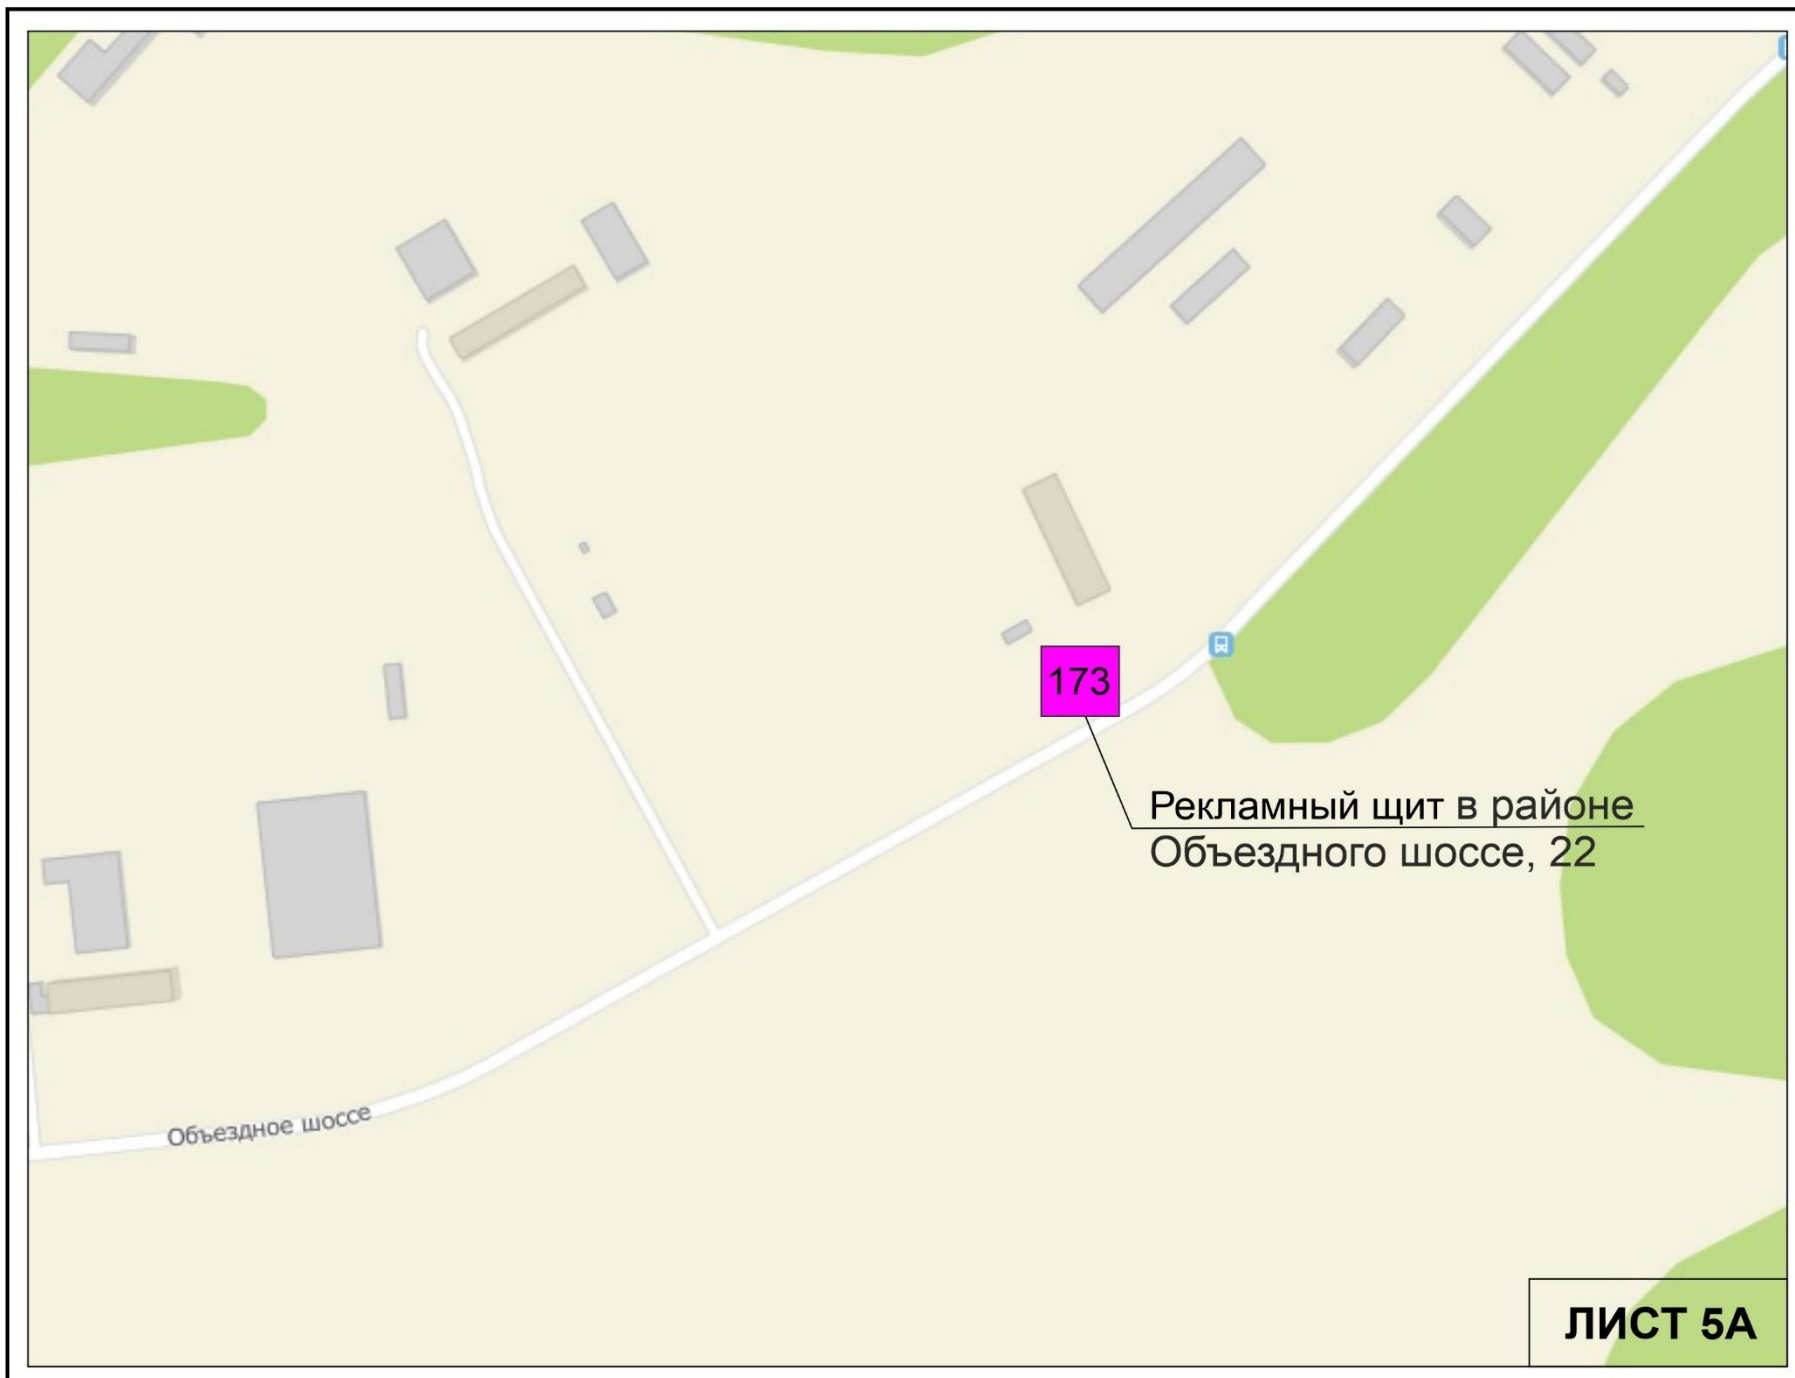 173
Рекламный щит в районе
Объездного шоссе, 22
Объездное шоссе
ЛИСТ 5А